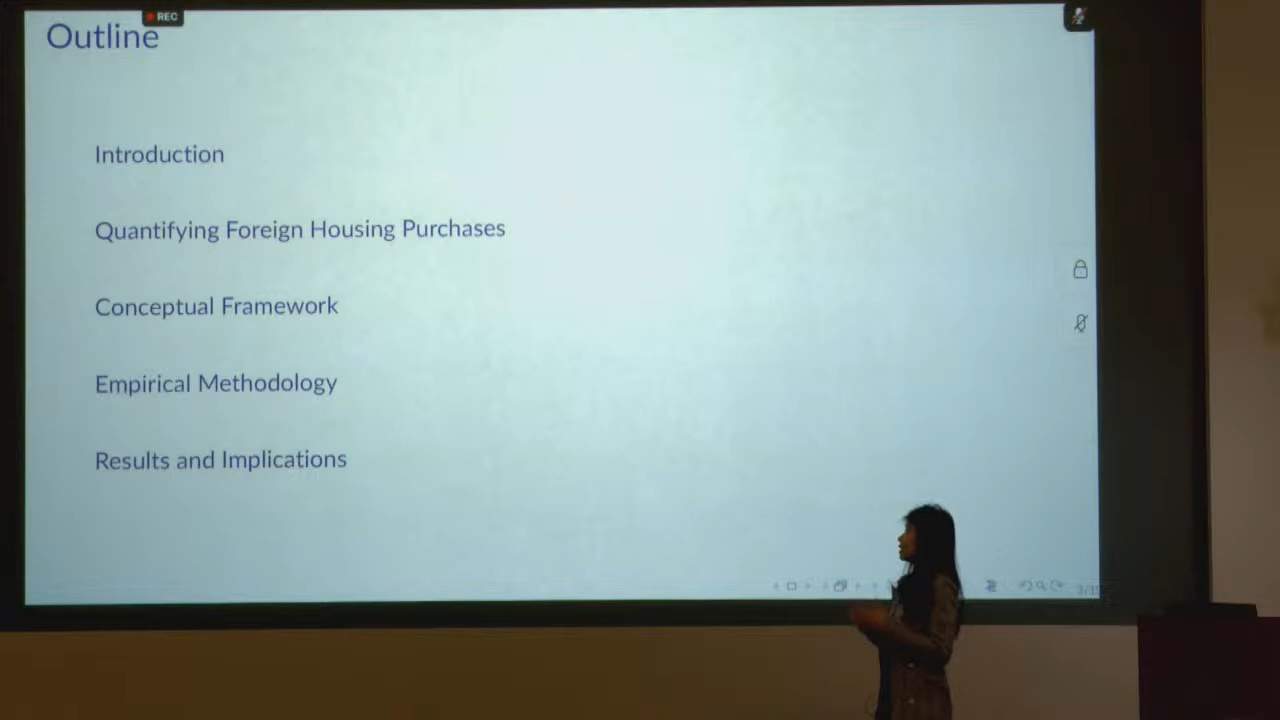 REC
Outline
Introduction
Quantifying Foreign Housing Purchases
Conceptual Framework
Empirical Methodology
Results and Implications